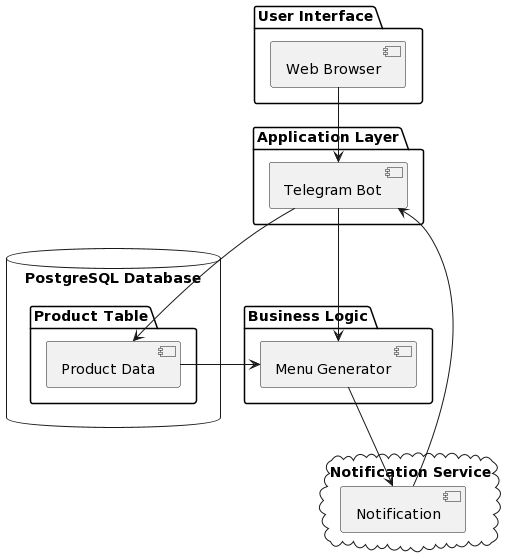 User Interface
Web Browser
Application Layer
Telegram Bot
PostgreSQL Database
Product Table
Product Data
Business Logic
Menu Generator
Notification Service
Notification